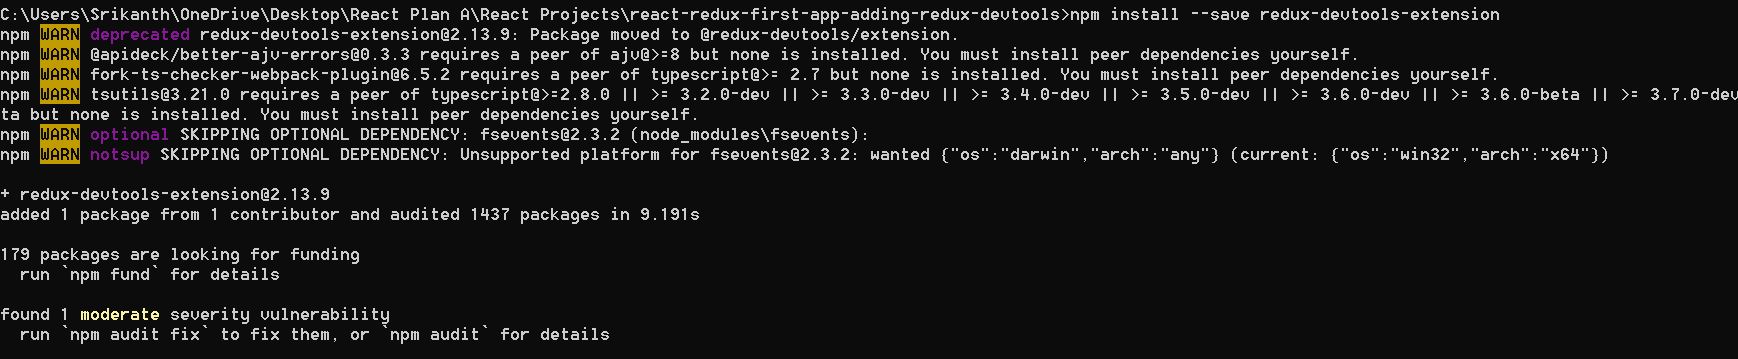 C:\Users\Srikanth\OneDrive\Desktop\React Plan A\React Projects\react-redux-first-app-adding-redux-devtools>npm install --save redux-devtools-extension
npm WARN deprecated redux-devtools-extension@2.13.9: Package moved to @redux-devtools/extension.
npm WARN @apideck/better-ajv-errors@0.3.3 requires a peer of ajv@>=8 but none is installed. You must install peer dependencies yourself.
npm WARN fork-ts-checker-webpack-plugin@6.5.2 requires a peer of typescript@>= 2.7 but none is installed. You must install peer dependencies yourself.
npm WARN tsutils@3.21.0 requires a peer of typescript@>=2.8.0 || >= 3.2.0-dev || >= 3.3.0-dev || >= 3.4.0-dev || >= 3.5.0-dev || >= 3.6.0-dev || >= 3.6.0-beta || >= 3.7.0-dev
ta but none is installed. You must install peer dependencies yourself.
npm WARN optional SKIPPING OPTIONAL DEPENDENCY: fsevents@2.3.2 (node_modules\fsevents):
npm WARN notsup SKIPPING OPTIONAL DEPENDENCY: Unsupported platform for fsevents@2.3.2: wanted {"os":"darwin","arch":"any"} (current: {"os":"win32","arch":"x64"})
+ redux-devtools-extension@2.13.9
added 1 package from 1 contributor and audited 1437 packages in 9.191s
179 packages are looking for funding
run `npm fund` for details
found 1 moderate severity vulnerability
run `npm audit fix` to fix them, or `npm audit` for details